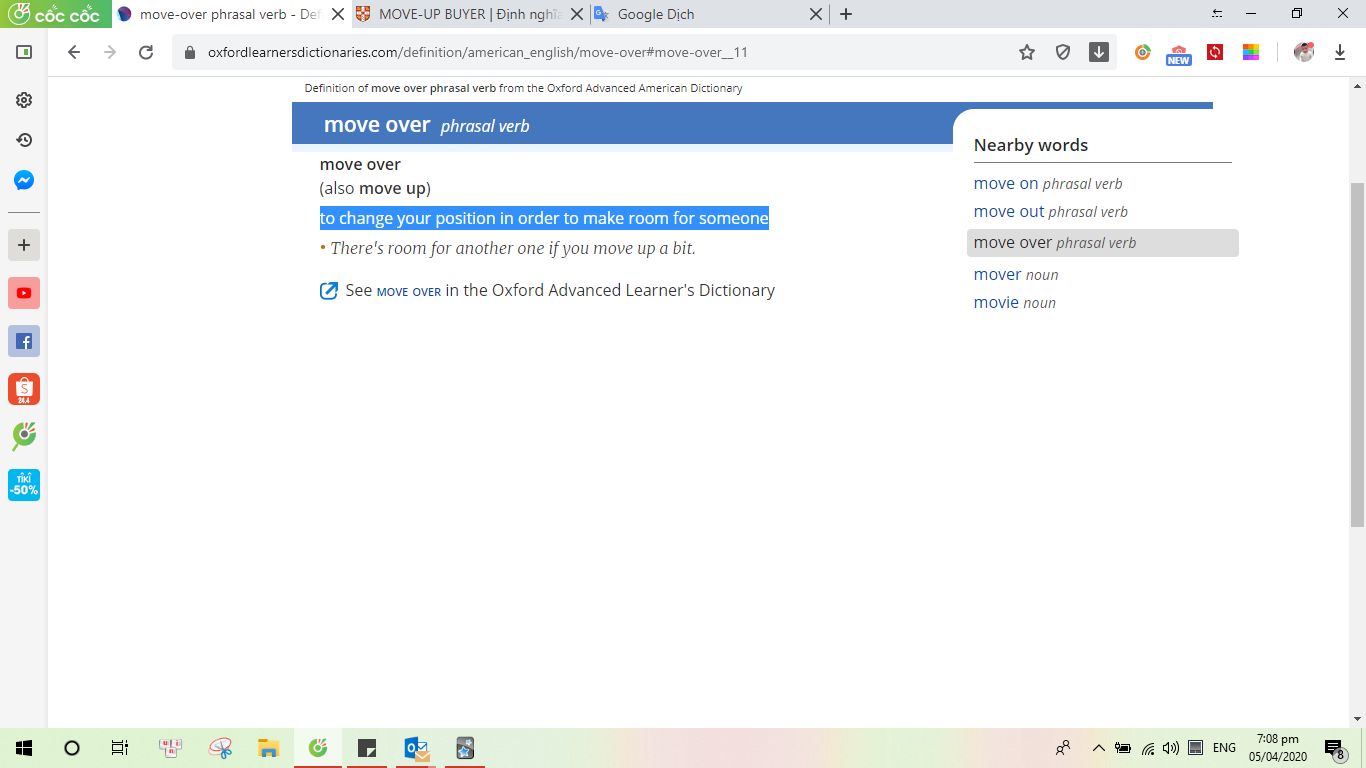 cốc cốc
move-over phrasal verb - Def
MOVE-UP BUYER | Định nghĩa
Google Dịch
oxfordlearnersdictionaries.com/definition/american_english/move-over#move-over__11
NEW
Definition of move over phrasal verb from the Oxford Advanced American Dictionary
move over phrasal verb
move over
(also move up)
to change your position in order to make room for someone
• There's room for another one if you move up a bit.
See MOVE OVER in the Oxford Advanced Learner's Dictionary
Nearby words
move on phrasal verb
move out phrasal verb
move over phrasal verb
mover noun
movie noun
S
24.4
TIKI
-50%
ENG
7:08 pm
05/04/2020
8